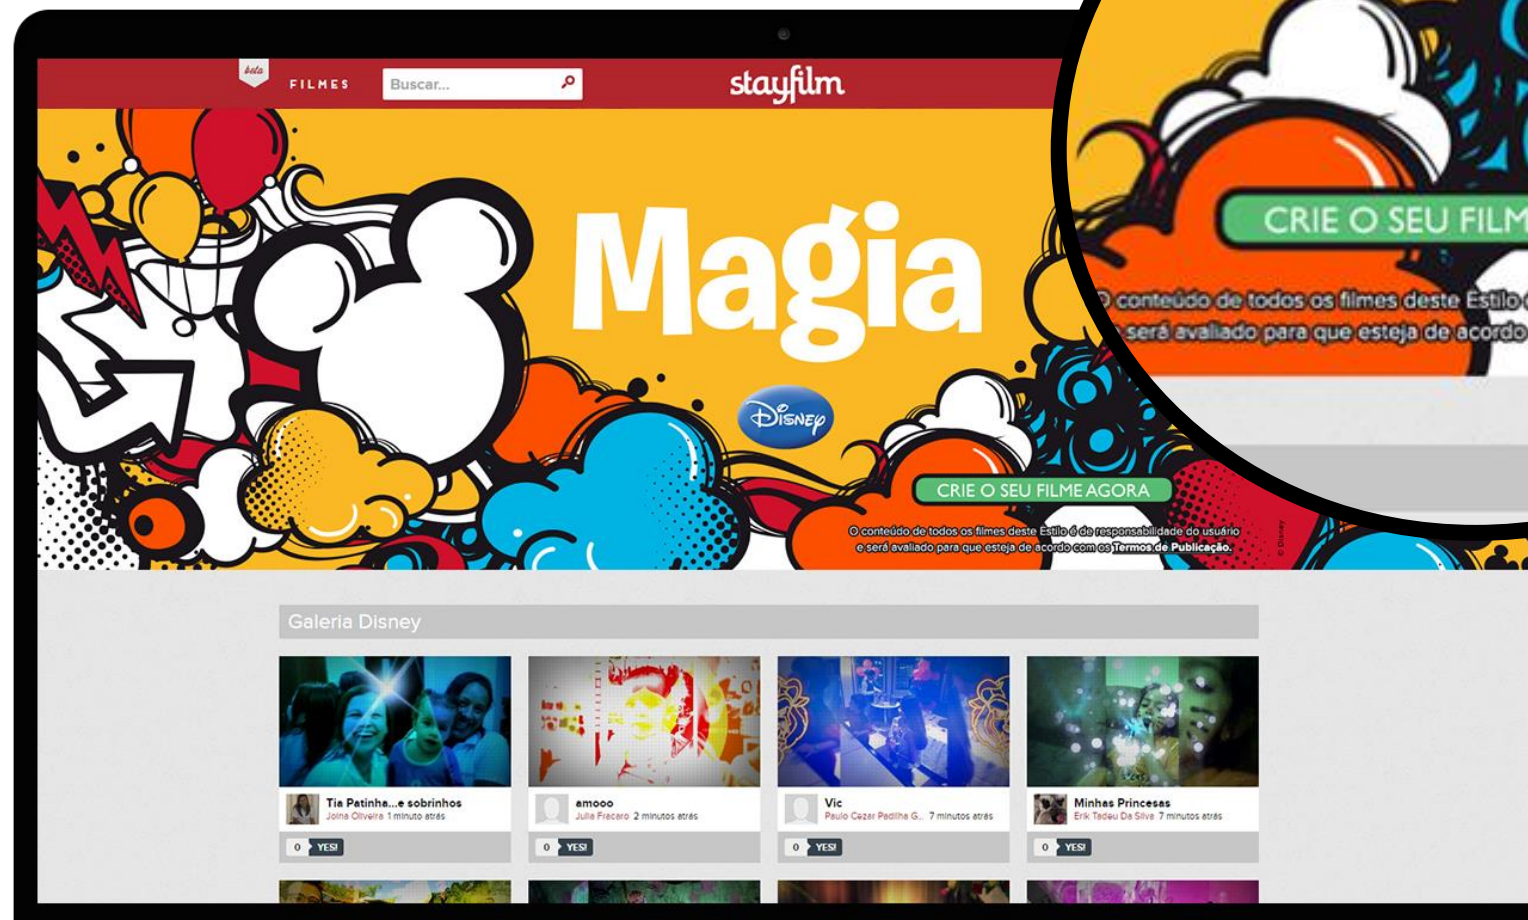 beta
FILMES
Buscar...
stayfilm
Magia
Disney
CRIE O SEU FILME AGORA
O conteúdo de todos os filmes deste Estilo é de responsabilidade do usuário
e será avaliado para que esteja de acordo com os Termos de Publicação.
© Disney
CRIE O SEU FILM
O conteúdo de todos os filmes deste Estilo
será avaliado para que esteja de acordo
Galeria Disney
Tia Patinha...e sobrinhos
Joina Oliveira 1 minuto atrás
0 YES!
amooo
Julia Fracaro 2 minutos atrás
0 YES!
Vic
Paulo Cezar Padilha G... 7 minutos atrás
0 YES!
Minhas Princesas
Erik Tadeu Da Silva 7 minutos atrás
0 YES!